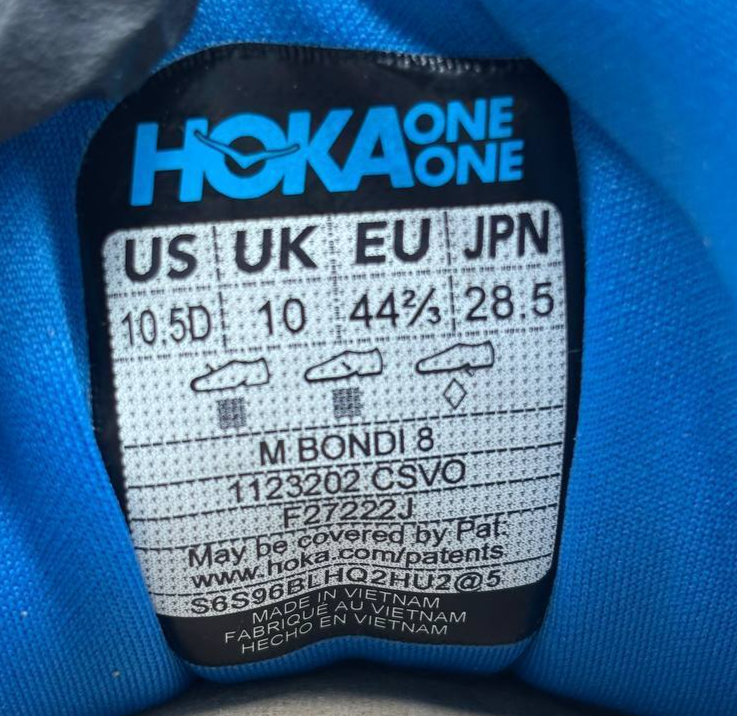 HOKA ONE ONE
US UK EU JPN
10.5D 10 44⅔ 28.5
M BONDI 8
1123202 CSVO
F27222J
May be covered by Pat.
www.hoka.com/patents
S6S96BLHQ2HU2@5
MADE IN VIETNAM
FABRIQUÉ AU VIETNAM
HECHO EN VIETNAM